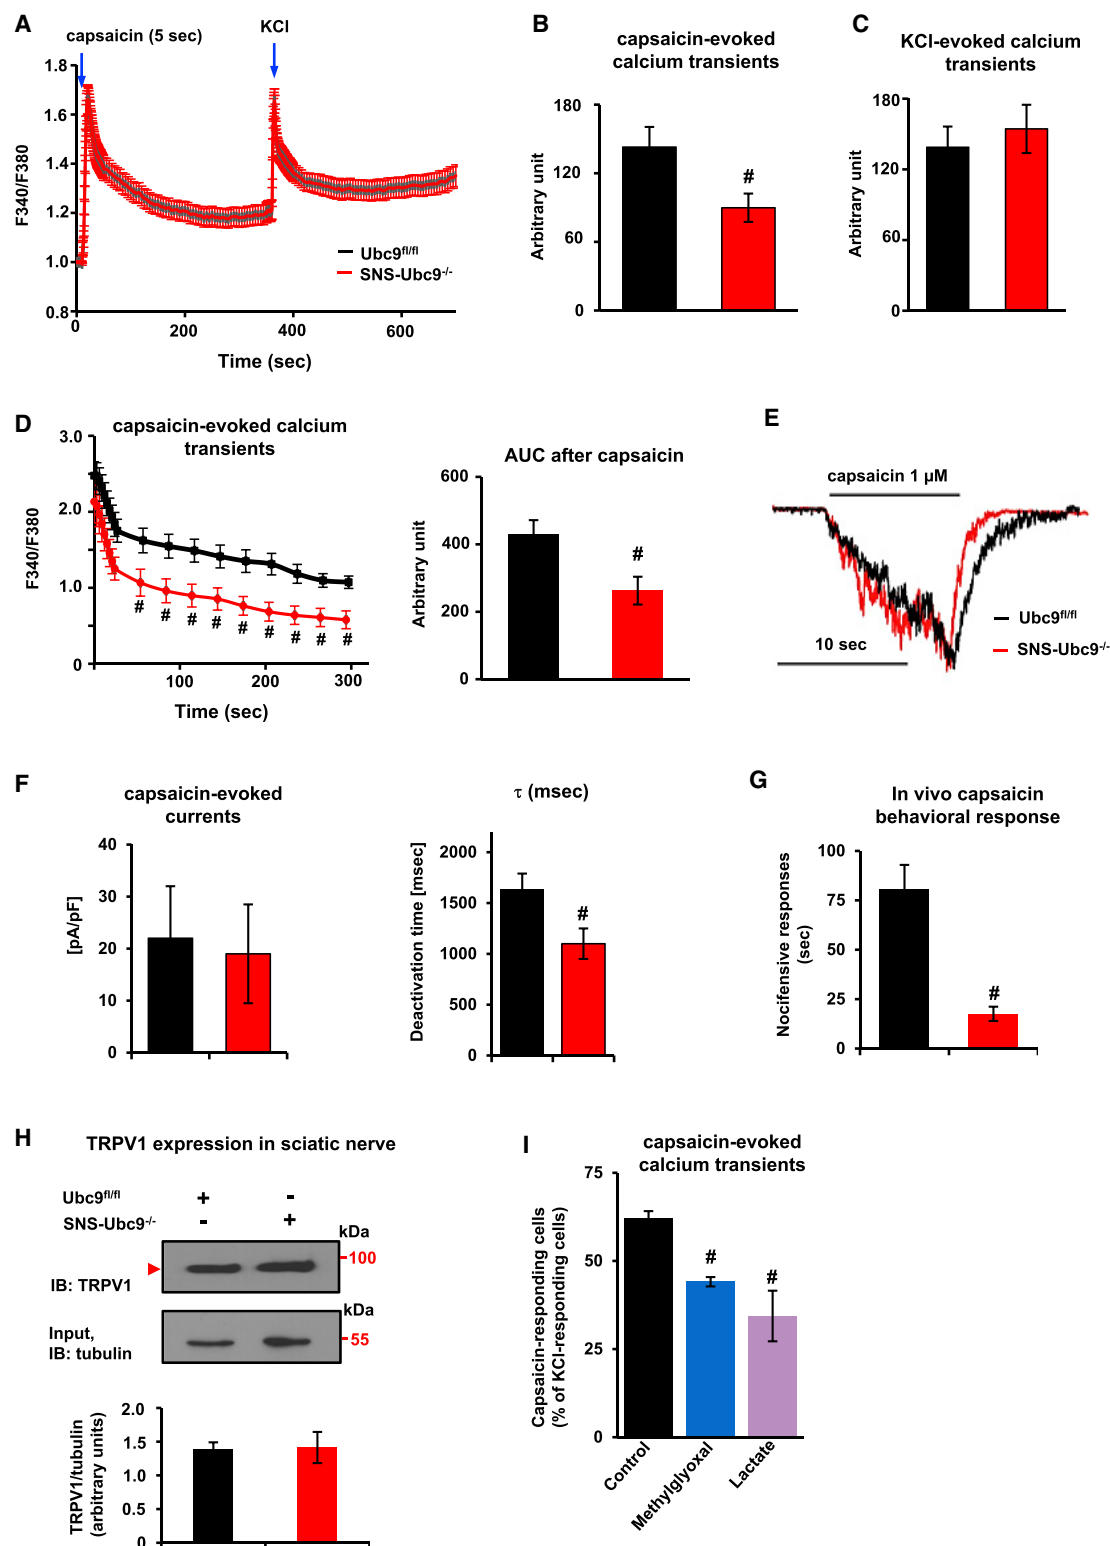 A
capsaicin (5 sec)
KCl
1.8
1.6
1.4
1.2
1.0
0.8
F340/F380
0
200
400
600
Time (sec)
Ubc9fl/fl
SNS-Ubc9-/-
B
capsaicin-evoked
calcium transients
180
120
60
0
Arbitrary unit
#
C
KCl-evoked calcium
transients
180
120
60
0
Arbitrary unit
D
capsaicin-evoked calcium
transients
3.0
2.0
1.0
0
F340/F380
# # # # # # # # #
100
200
300
Time (sec)
AUC after capsaicin
600
400
200
0
Arbitrary unit
#
E
capsaicin 1 µM
10 sec
Ubc9fl/fl
SNS-Ubc9-/-
F
capsaicin-evoked
currents
40
30
20
10
0
[pA/pF]
τ (msec)
2000
1500
1000
500
0
Deactivation time [msec]
#
G
In vivo capsaicin
behavioral response
100
75
50
25
0
Nocifensive responses
(sec)
#
H
TRPV1 expression in sciatic nerve
Ubc9fl/fl + -
SNS-Ubc9-/- - +
kDa
100
IB: TRPV1
kDa
55
Input,
IB: tubulin
2.0
1.5
1.0
0.5
0
TRPV1/tubulin
(arbitrary units)
I
capsaicin-evoked
calcium transients
75
50
25
0
Capsaicin-responding cells
(% of KCl-responding cells)
#
#
Control
Methylglyoxal
Lactate